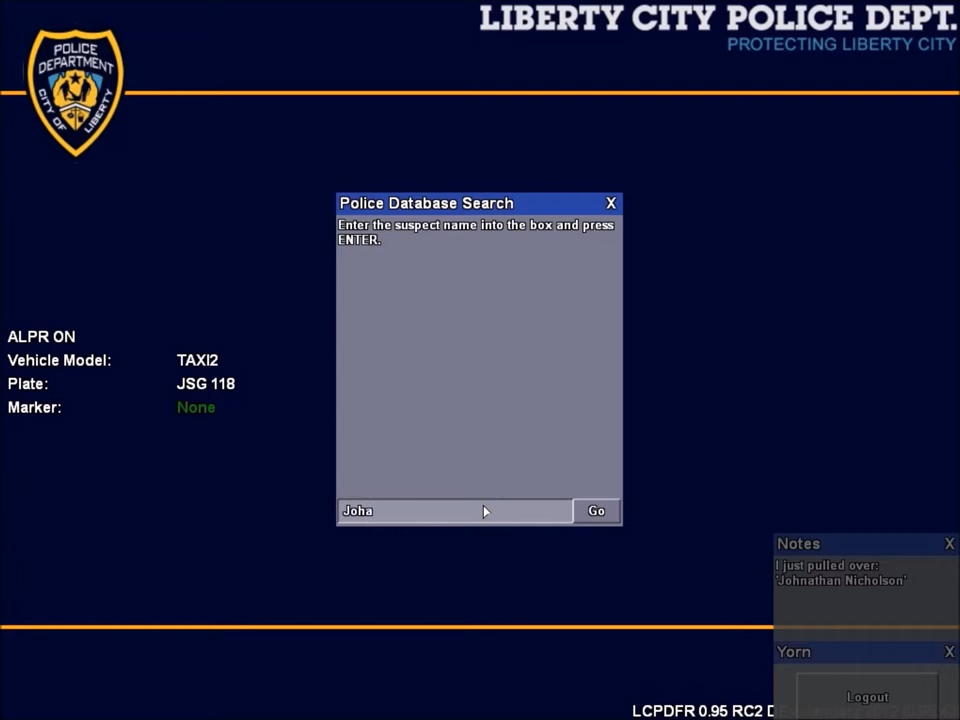 LIBERTY CITY POLICE DEPT.
PROTECTING LIBERTY CITY
POLICE
DEPARTMENT
CITY OF LIBERTY
Police Database Search X
Enter the suspect name into the box and press
ENTER.
ALPR ON
Vehicle Model: TAXI2
Plate: JSG 118
Marker: None
Joha Go
Notes X
I just pulled over:
'Johnathan Nicholson'
Yorn X
Logout
LCPDFR 0.95 RC2